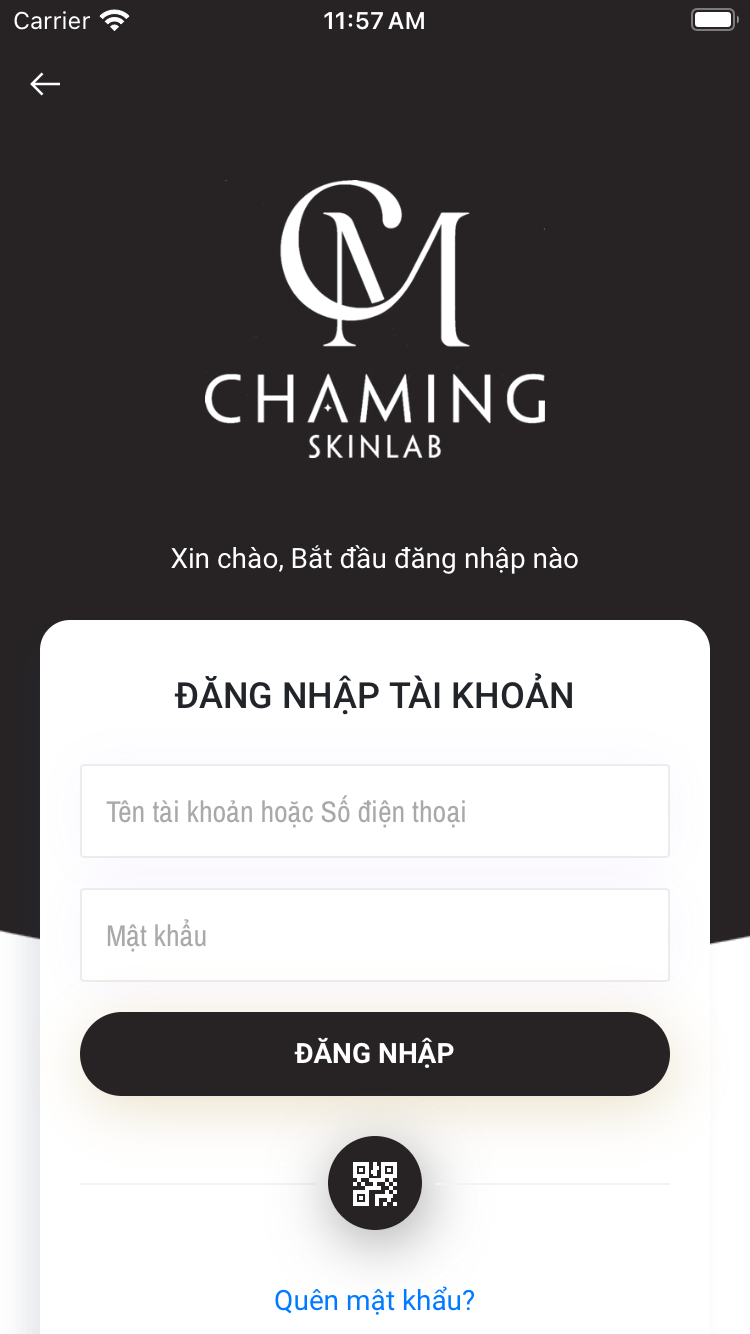 Carrier 11:57 AM
CM
CHAMING
SKINLAB
Xin chào, Bắt đầu đăng nhập nào
ĐĂNG NHẬP TÀI KHOẢN
Tên tài khoản hoặc Số điện thoại
Mật khẩu
ĐĂNG NHẬP
Quên mật khẩu?